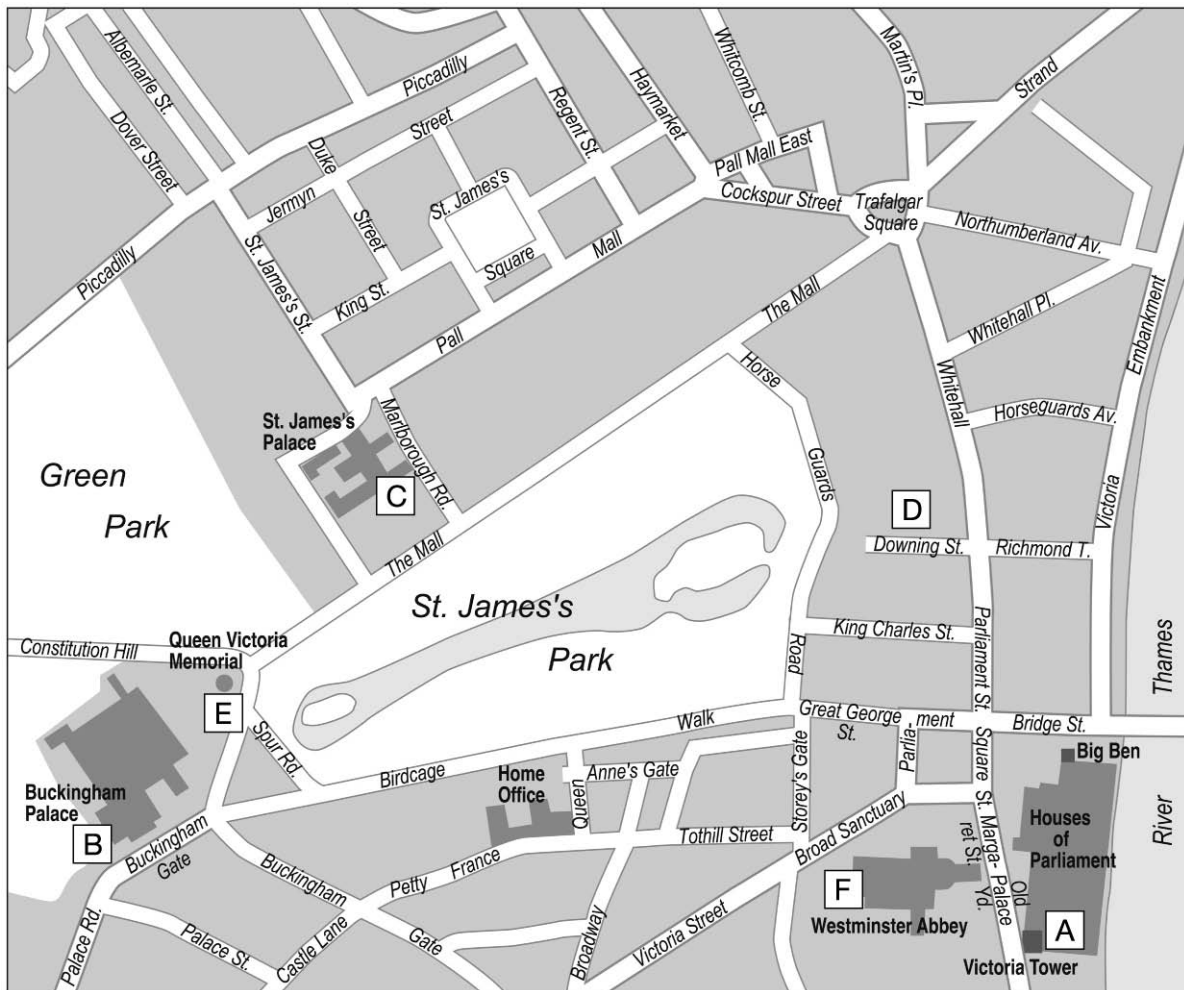 Albemarle St.
Dover Street
Piccadilly
Duke
Street
Jermyn
Street
Regent St.
Haymarket
Whitcomb St.
Martin's Pl.
Strand
Pall Mall East
Cockspur Street
Trafalgar
Square
Northumberland Av.
St. James's
Square
Mall
Pall
King St.
St. James's St.
Piccadilly
The Mall
Whitehall Pl.
Whitehall
Embankment
Horseguards Av.
Victoria
Horse
Guards
Road
St. James's
Palace
Marlborough Rd.
C
Green
Park
The Mall
D
Downing St.
Richmond T.
St. James's
Park
King Charles St.
Parliament St.
Thames
River
Constitution Hill
Queen Victoria
Memorial
E
Spur Rd.
Birdcage
Walk
Great George
St.
Parlia-
ment
Square
Bridge St.
Big Ben
Houses
of
Parliament
Buckingham
Palace
B
Buckingham
Gate
Home
Office
Queen
Anne's Gate
Storey's Gate
Tothill Street
Broad Sanctuary
St. Marga-
ret St.
Old
Palace
Yd.
F
Westminster Abbey
A
Victoria Tower
Petty
France
Buckingham
Gate
Castle Lane
Palace St.
Palace Rd.
Broadway
Victoria Street